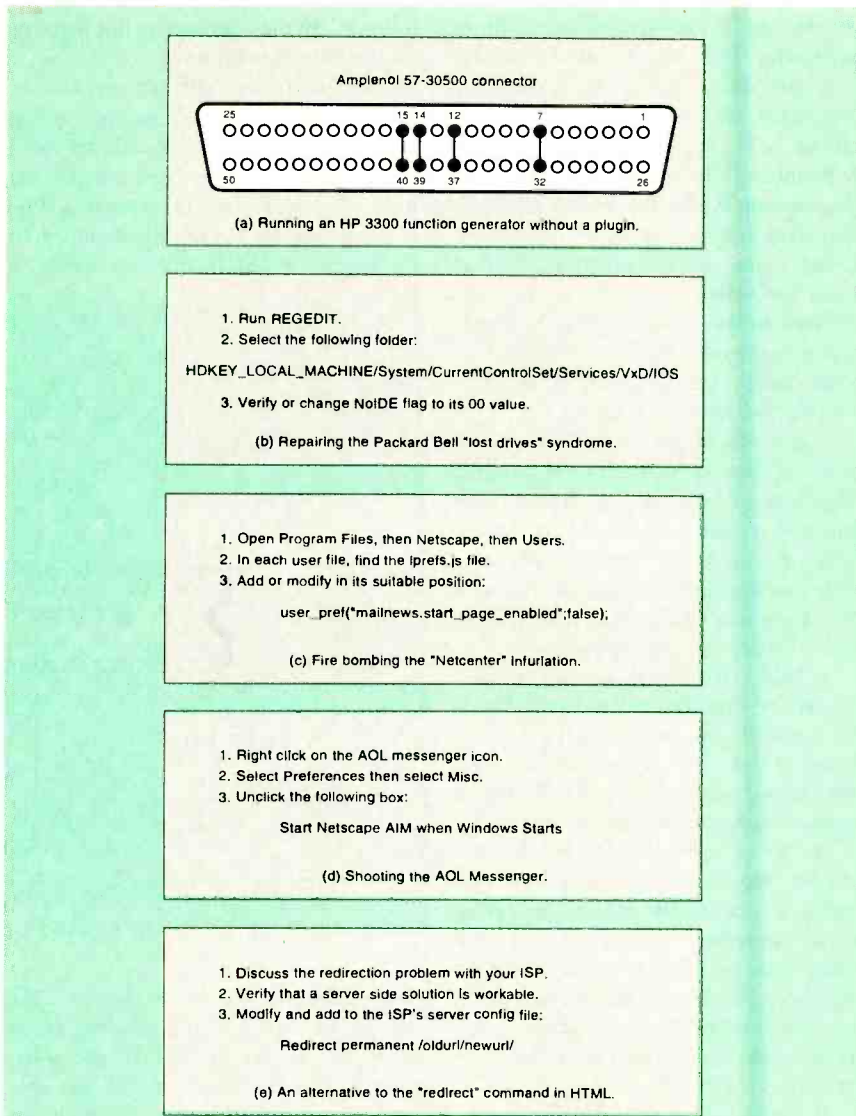 Amplenol 57-30500 connector
25 15 14 12 7 1
50 40 39 37 32 26
(a) Running an HP 3300 function generator without a plugin.
1. Run REGEDIT.
2. Select the following folder:
HDKEY_LOCAL_MACHINE/System/CurrentControlSet/Services/VxD/IOS
3. Verify or change NoIDE flag to its 00 value.
(b) Repairing the Packard Bell "lost drives" syndrome.
1. Open Program Files, then Netscape, then Users.
2. In each user file, find the lprefs.js file.
3. Add or modify in its suitable position:
user_pref("mailnews.start_page_enabled";false);
(c) Fire bombing the "Netcenter" Infuriation.
1. Right click on the AOL messenger icon.
2. Select Preferences then select Misc.
3. Unclick the following box:
Start Netscape AIM when Windows Starts
(d) Shooting the AOL Messenger.
1. Discuss the redirection problem with your ISP.
2. Verify that a server side solution is workable.
3. Modify and add to the ISP's server config file:
Redirect permanent /oldurl/newurl/
(e) An alternative to the "redirect" command in HTML.